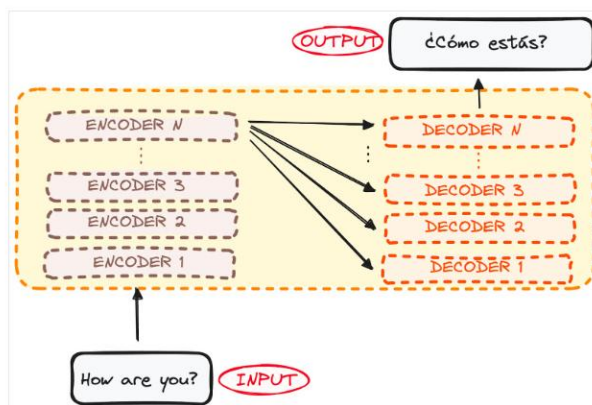 OUTPUT
¿Cómo estás?
ENCODER N
DECODER N
ENCODER 3
DECODER 3
ENCODER 2
DECODER 2
ENCODER 1
DECODER 1
How are you?
INPUT